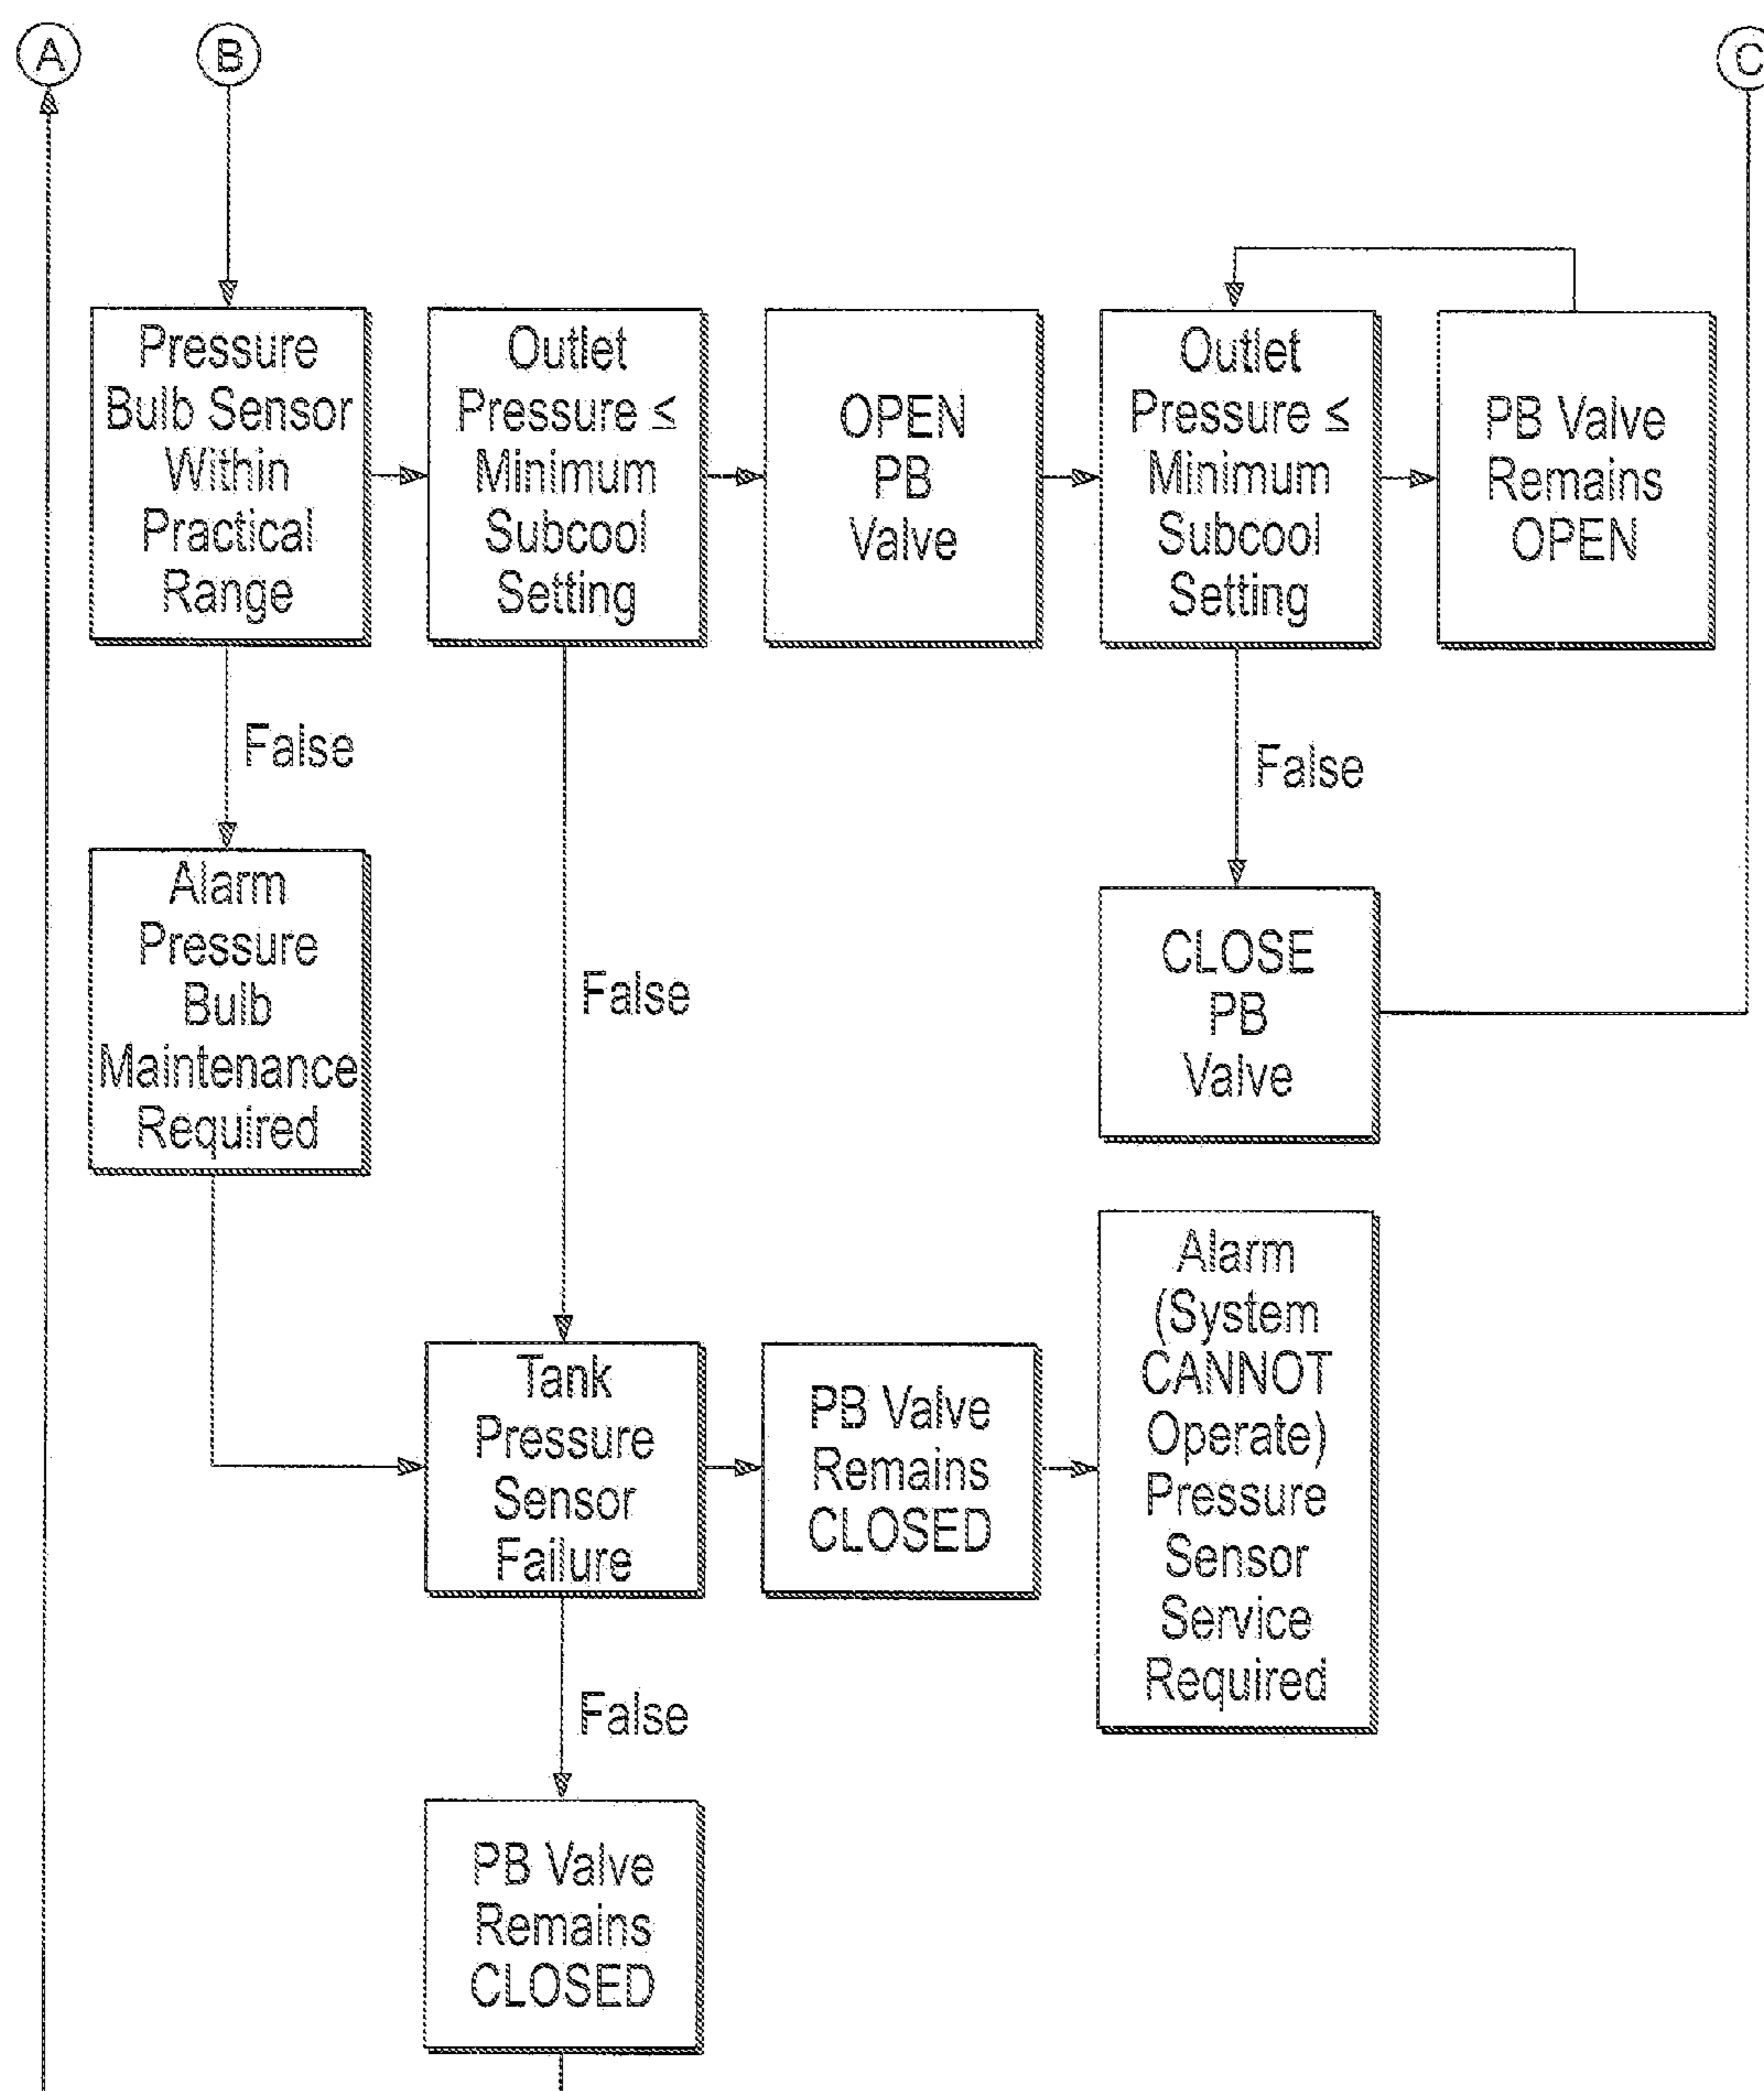 A
B
C
Pressure
Bulb Sensor
Within
Practical
Range
Outlet
Pressure ≤
Minimum
Subcool
Setting
OPEN
PB
Valve
Outlet
Pressure ≤
Minimum
Subcool
Setting
PB Valve
Remains
OPEN
False
False
False
Alarm
Pressure
Bulb
Maintenance
Required
CLOSE
PB
Valve
Tank
Pressure
Sensor
Failure
PB Valve
Remains
CLOSED
Alarm
(System
CANNOT
Operate)
Pressure
Sensor
Service
Required
False
PB Valve
Remains
CLOSED